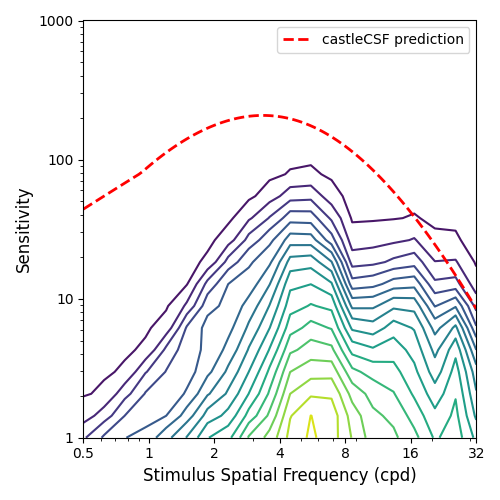 1000
castleCSF prediction
100
Sensitivity
10
1
0.5 1 2 4 8 16 32
Stimulus Spatial Frequency (cpd)